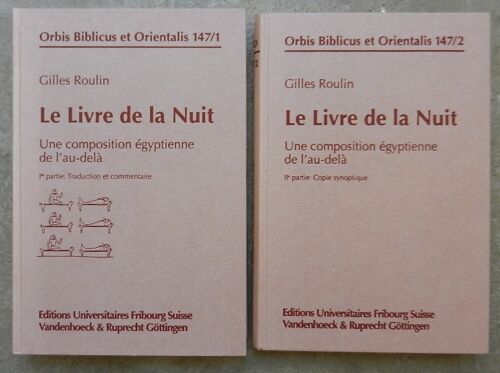 Orbis Biblicus et Orientalis 147/1
Gilles Roulin
Le Livre de la Nuit
Une composition égyptienne
de l'au-delà
Ire partie: Traduction et commentaire
Editions Universitaires Fribourg Suisse
Vandenhoeck & Ruprecht Göttingen
Orbis Biblicus et Orientalis 147/2
Gilles Roulin
Le Livre de la Nuit
Une composition égyptienne
de l'au-delà
IIe partie: Copie synoptique
Editions Universitaires Fribourg Suisse
Vandenhoeck & Ruprecht Göttingen